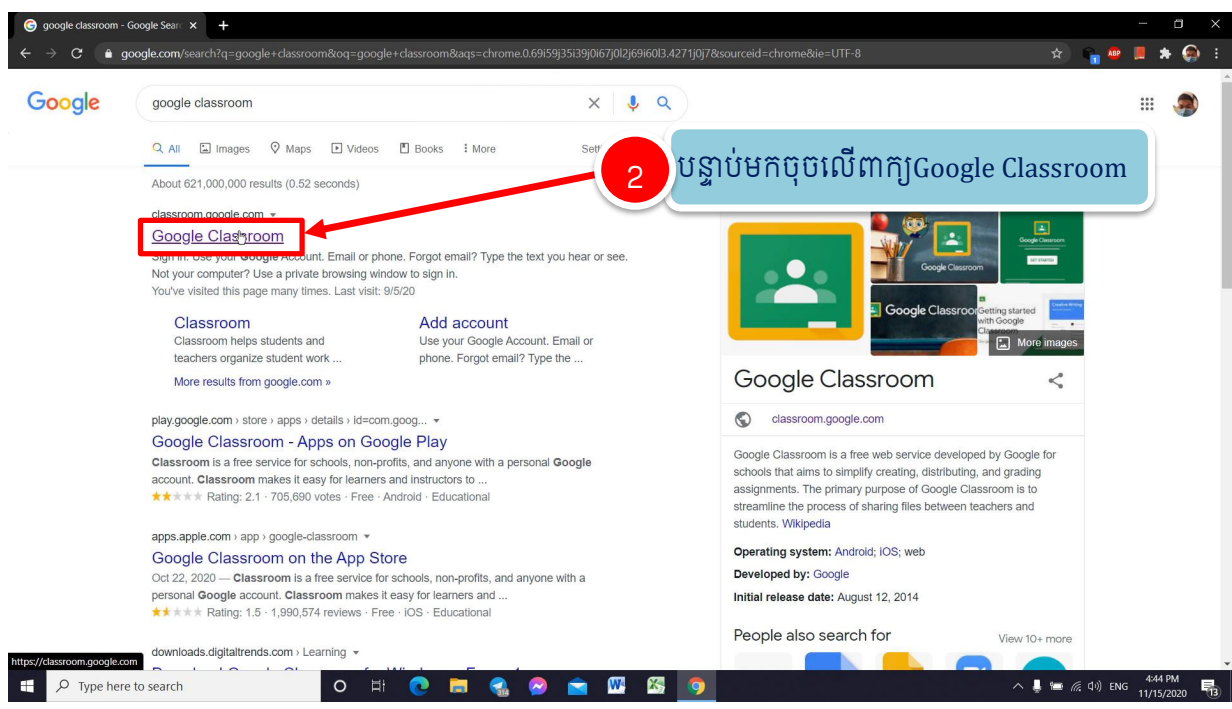 google classroom - Google Sear
google.com/search?q=google+classroom&oq=google+classroom&aqs=chrome.0.69i59j35i39j0i67j0l2j69i60l3.4271j0j7&sourceid=chrome&ie=UTF-8
ABP
1
Google
google classroom
All Images Maps Videos Books More
About 621,000,000 results (0.52 seconds)
2
បន្ទាប់មកចុចលើពាក្យGoogle Classroom
classroom.google.com
Google Classroom
Sign in. Use your Google Account. Email or phone. Forgot email? Type the text you hear or see.
Not your computer? Use a private browsing window to sign in.
You've visited this page many times. Last visit: 9/5/20
Classroom
Classroom helps students and
teachers organize student work ...
Add account
Use your Google Account. Email or
phone. Forgot email? Type the ...
More results from google.com »
play.google.com › store › apps › details › id=com.goog...
Google Classroom - Apps on Google Play
Classroom is a free service for schools, non-profits, and anyone with a personal Google
account. Classroom makes it easy for learners and instructors to ...
Rating: 2.1 · 705,690 votes · Free · Android · Educational
apps.apple.com › app › google-classroom
Google Classroom on the App Store
Oct 22, 2020 — Classroom is a free service for schools, non-profits, and anyone with a
personal Google account. Classroom makes it easy for learners and ...
Rating: 1.5 · 1,990,574 reviews · Free · iOS · Educational
downloads.digitaltrends.com › Learning
Google Classroom
Google Classroom
GET STARTED
Google Classroom
Getting started
with Google
Classroom
More images
Google Classroom
classroom.google.com
Google Classroom is a free web service developed by Google for
schools that aims to simplify creating, distributing, and grading
assignments. The primary purpose of Google Classroom is to
streamline the process of sharing files between teachers and
students. Wikipedia
Operating system: Android; iOS; web
Developed by: Google
Initial release date: August 12, 2014
People also search for
View 10+ more
https://classroom.google.com
Type here to search
ENG
4:44 PM
11/15/2020
13